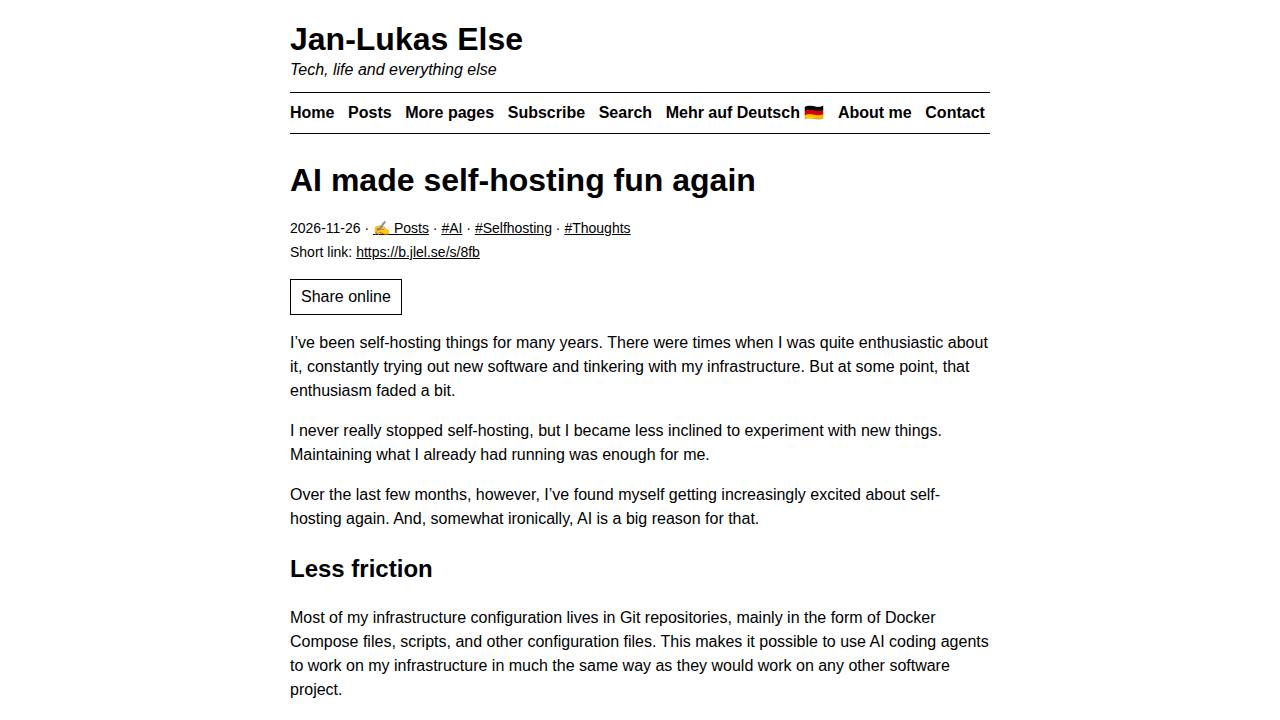 Jan-Lukas Else
Tech, life and everything else
Home Posts More pages Subscribe Search Mehr auf Deutsch 🇩🇪 About me Contact
AI made self-hosting fun again
2026-11-26 · ✍️ Posts · #AI · #Selfhosting · #Thoughts
Short link: https://b.jlel.se/s/8fb
Share online
I’ve been self-hosting things for many years. There were times when I was quite enthusiastic about
it, constantly trying out new software and tinkering with my infrastructure. But at some point, that
enthusiasm faded a bit.
I never really stopped self-hosting, but I became less inclined to experiment with new things.
Maintaining what I already had running was enough for me.
Over the last few months, however, I’ve found myself getting increasingly excited about self-
hosting again. And, somewhat ironically, AI is a big reason for that.
Less friction
Most of my infrastructure configuration lives in Git repositories, mainly in the form of Docker
Compose files, scripts, and other configuration files. This makes it possible to use AI coding agents
to work on my infrastructure in much the same way as they would work on any other software
project.